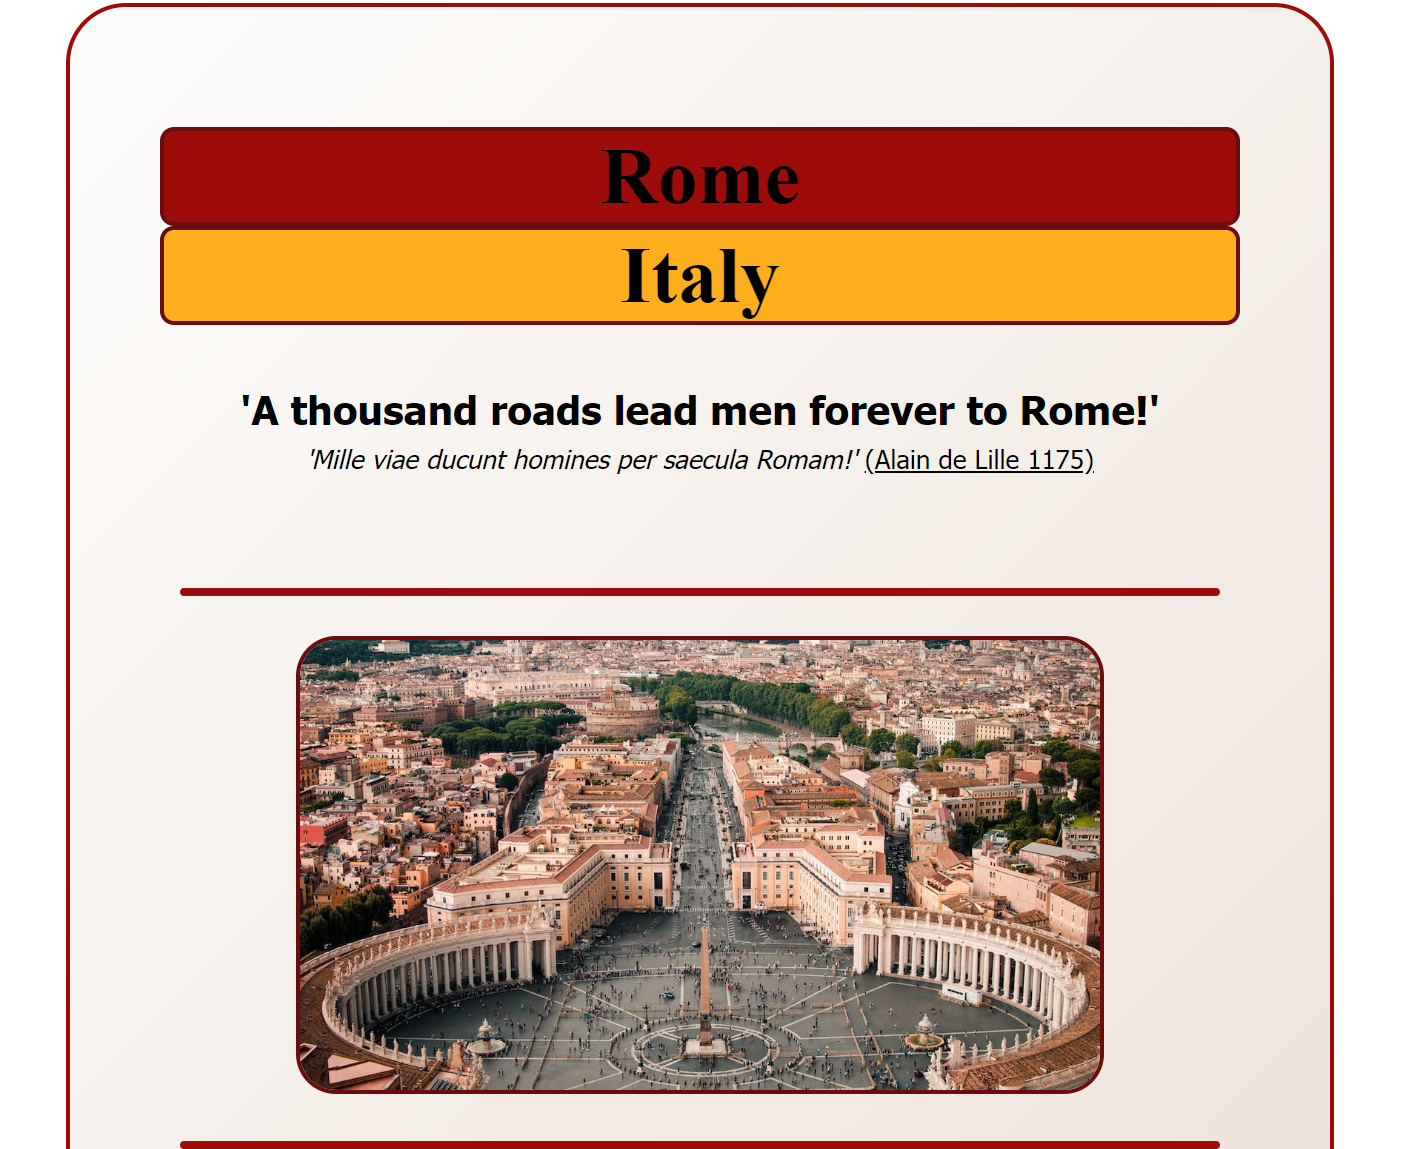 Rome
Italy
'A thousand roads lead men forever to Rome!'
'Mille viae ducunt homines per saecula Romam!' (Alain de Lille 1175)